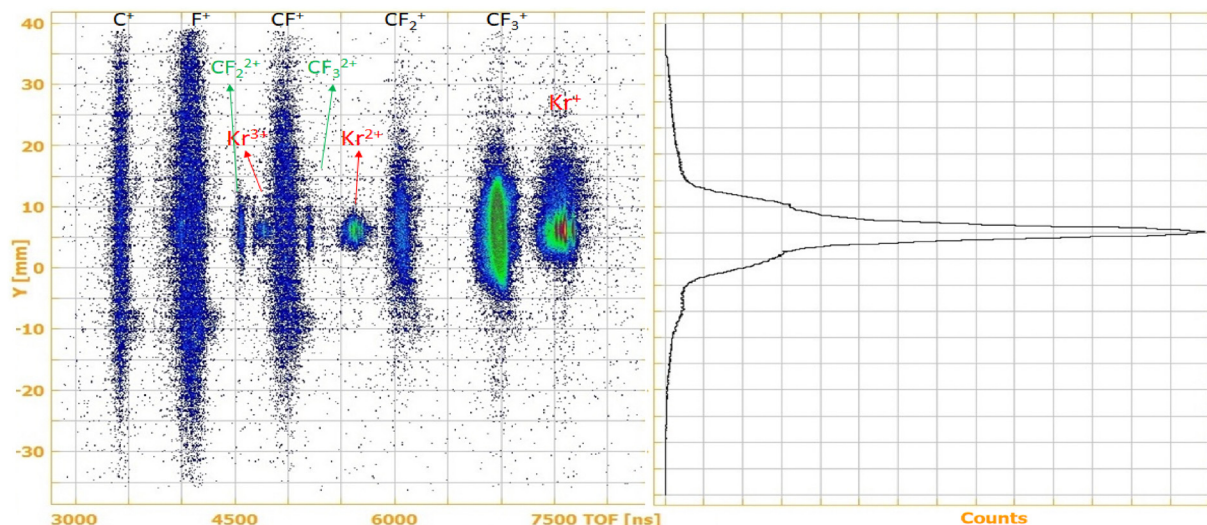 C⁺ F⁺ CF⁺ CF₂⁺ CF₃⁺
CF₂²⁺ CF₃²⁺
Kr⁺
Kr³⁺ Kr²⁺
40
30
20
10
0
-10
-20
-30
Y [mm]
3000 4500 6000 7500 TOF [ns]
Counts